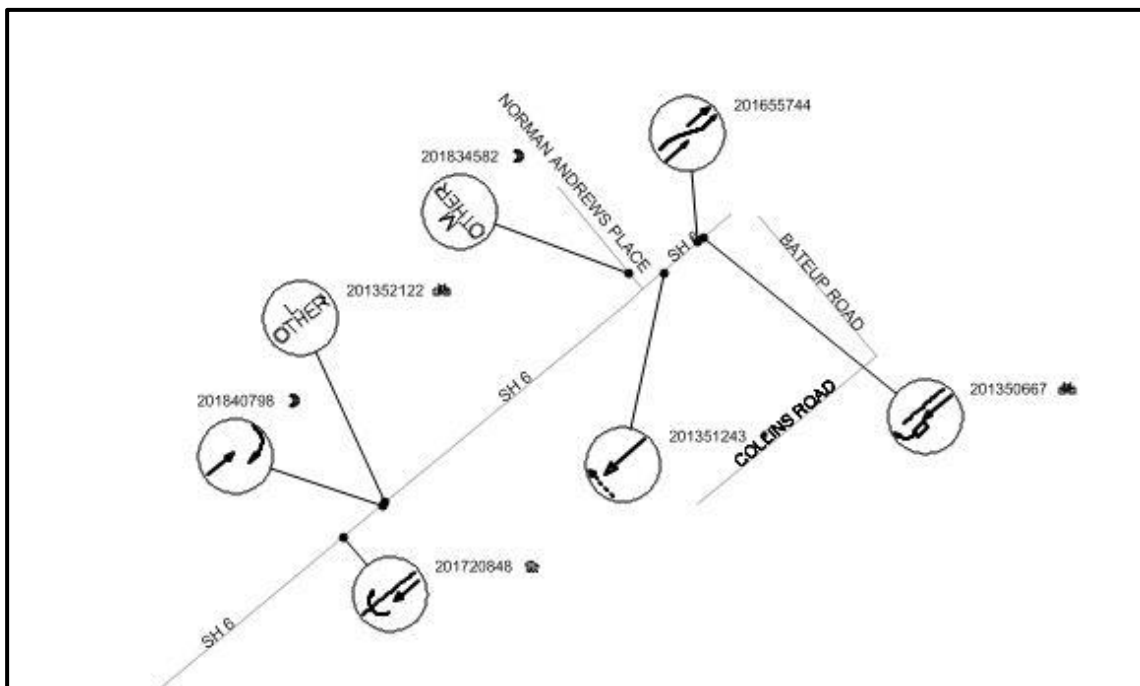 201655744
NORMAN ANDREWS PLACE
201834582
M
OTHER
SH 6
BATEUP ROAD
201352122
L
OTHER
SH 6
201840798
201350667
201351243
COLLINS ROAD
201720848
SH 6